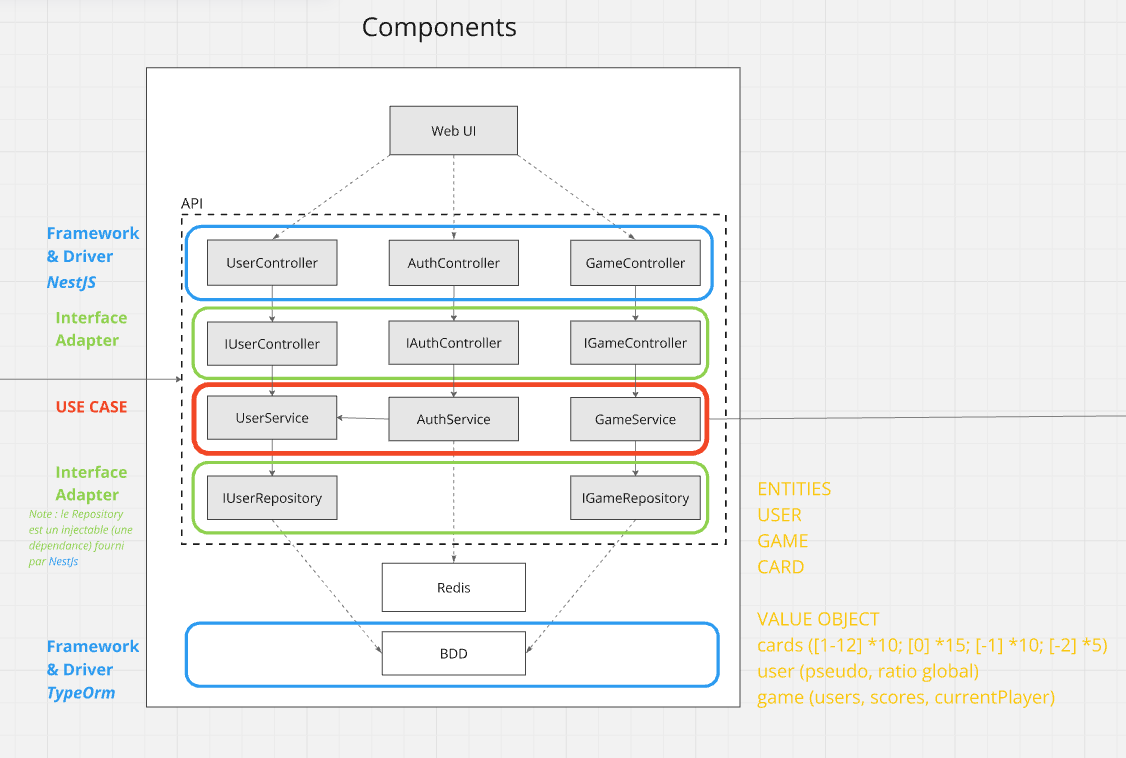 Components
Web UI
API
Framework
& Driver
NestJS
UserController
AuthController
GameController
Interface
Adapter
IUserController
IAuthController
IGameController
USE CASE
UserService
AuthService
GameService
Interface
Adapter
Note : le Repository
est un injectable (une
dépendance) fourni
par NestJs
IUserRepository
IGameRepository
Redis
Framework
& Driver
TypeOrm
BDD
ENTITIES
USER
GAME
CARD
VALUE OBJECT
cards ([1-12] *10; [0] *15; [-1] *10; [-2] *5)
user (pseudo, ratio global)
game (users, scores, currentPlayer)